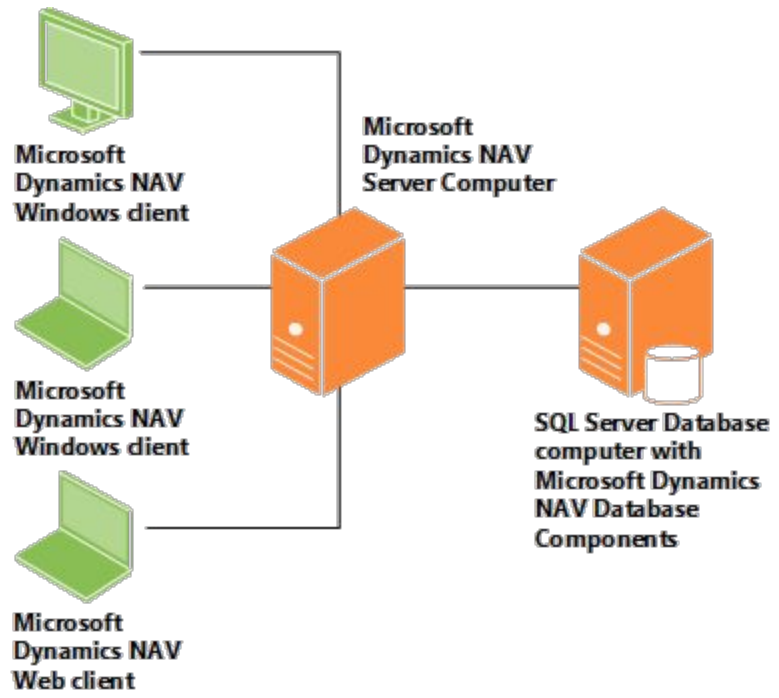 Microsoft
Dynamics NAV
Windows client
Microsoft
Dynamics NAV
Server Computer
Microsoft
Dynamics NAV
Windows client
SQL Server Database
computer with
Microsoft Dynamics
NAV Database
Components
Microsoft
Dynamics NAV
Web client